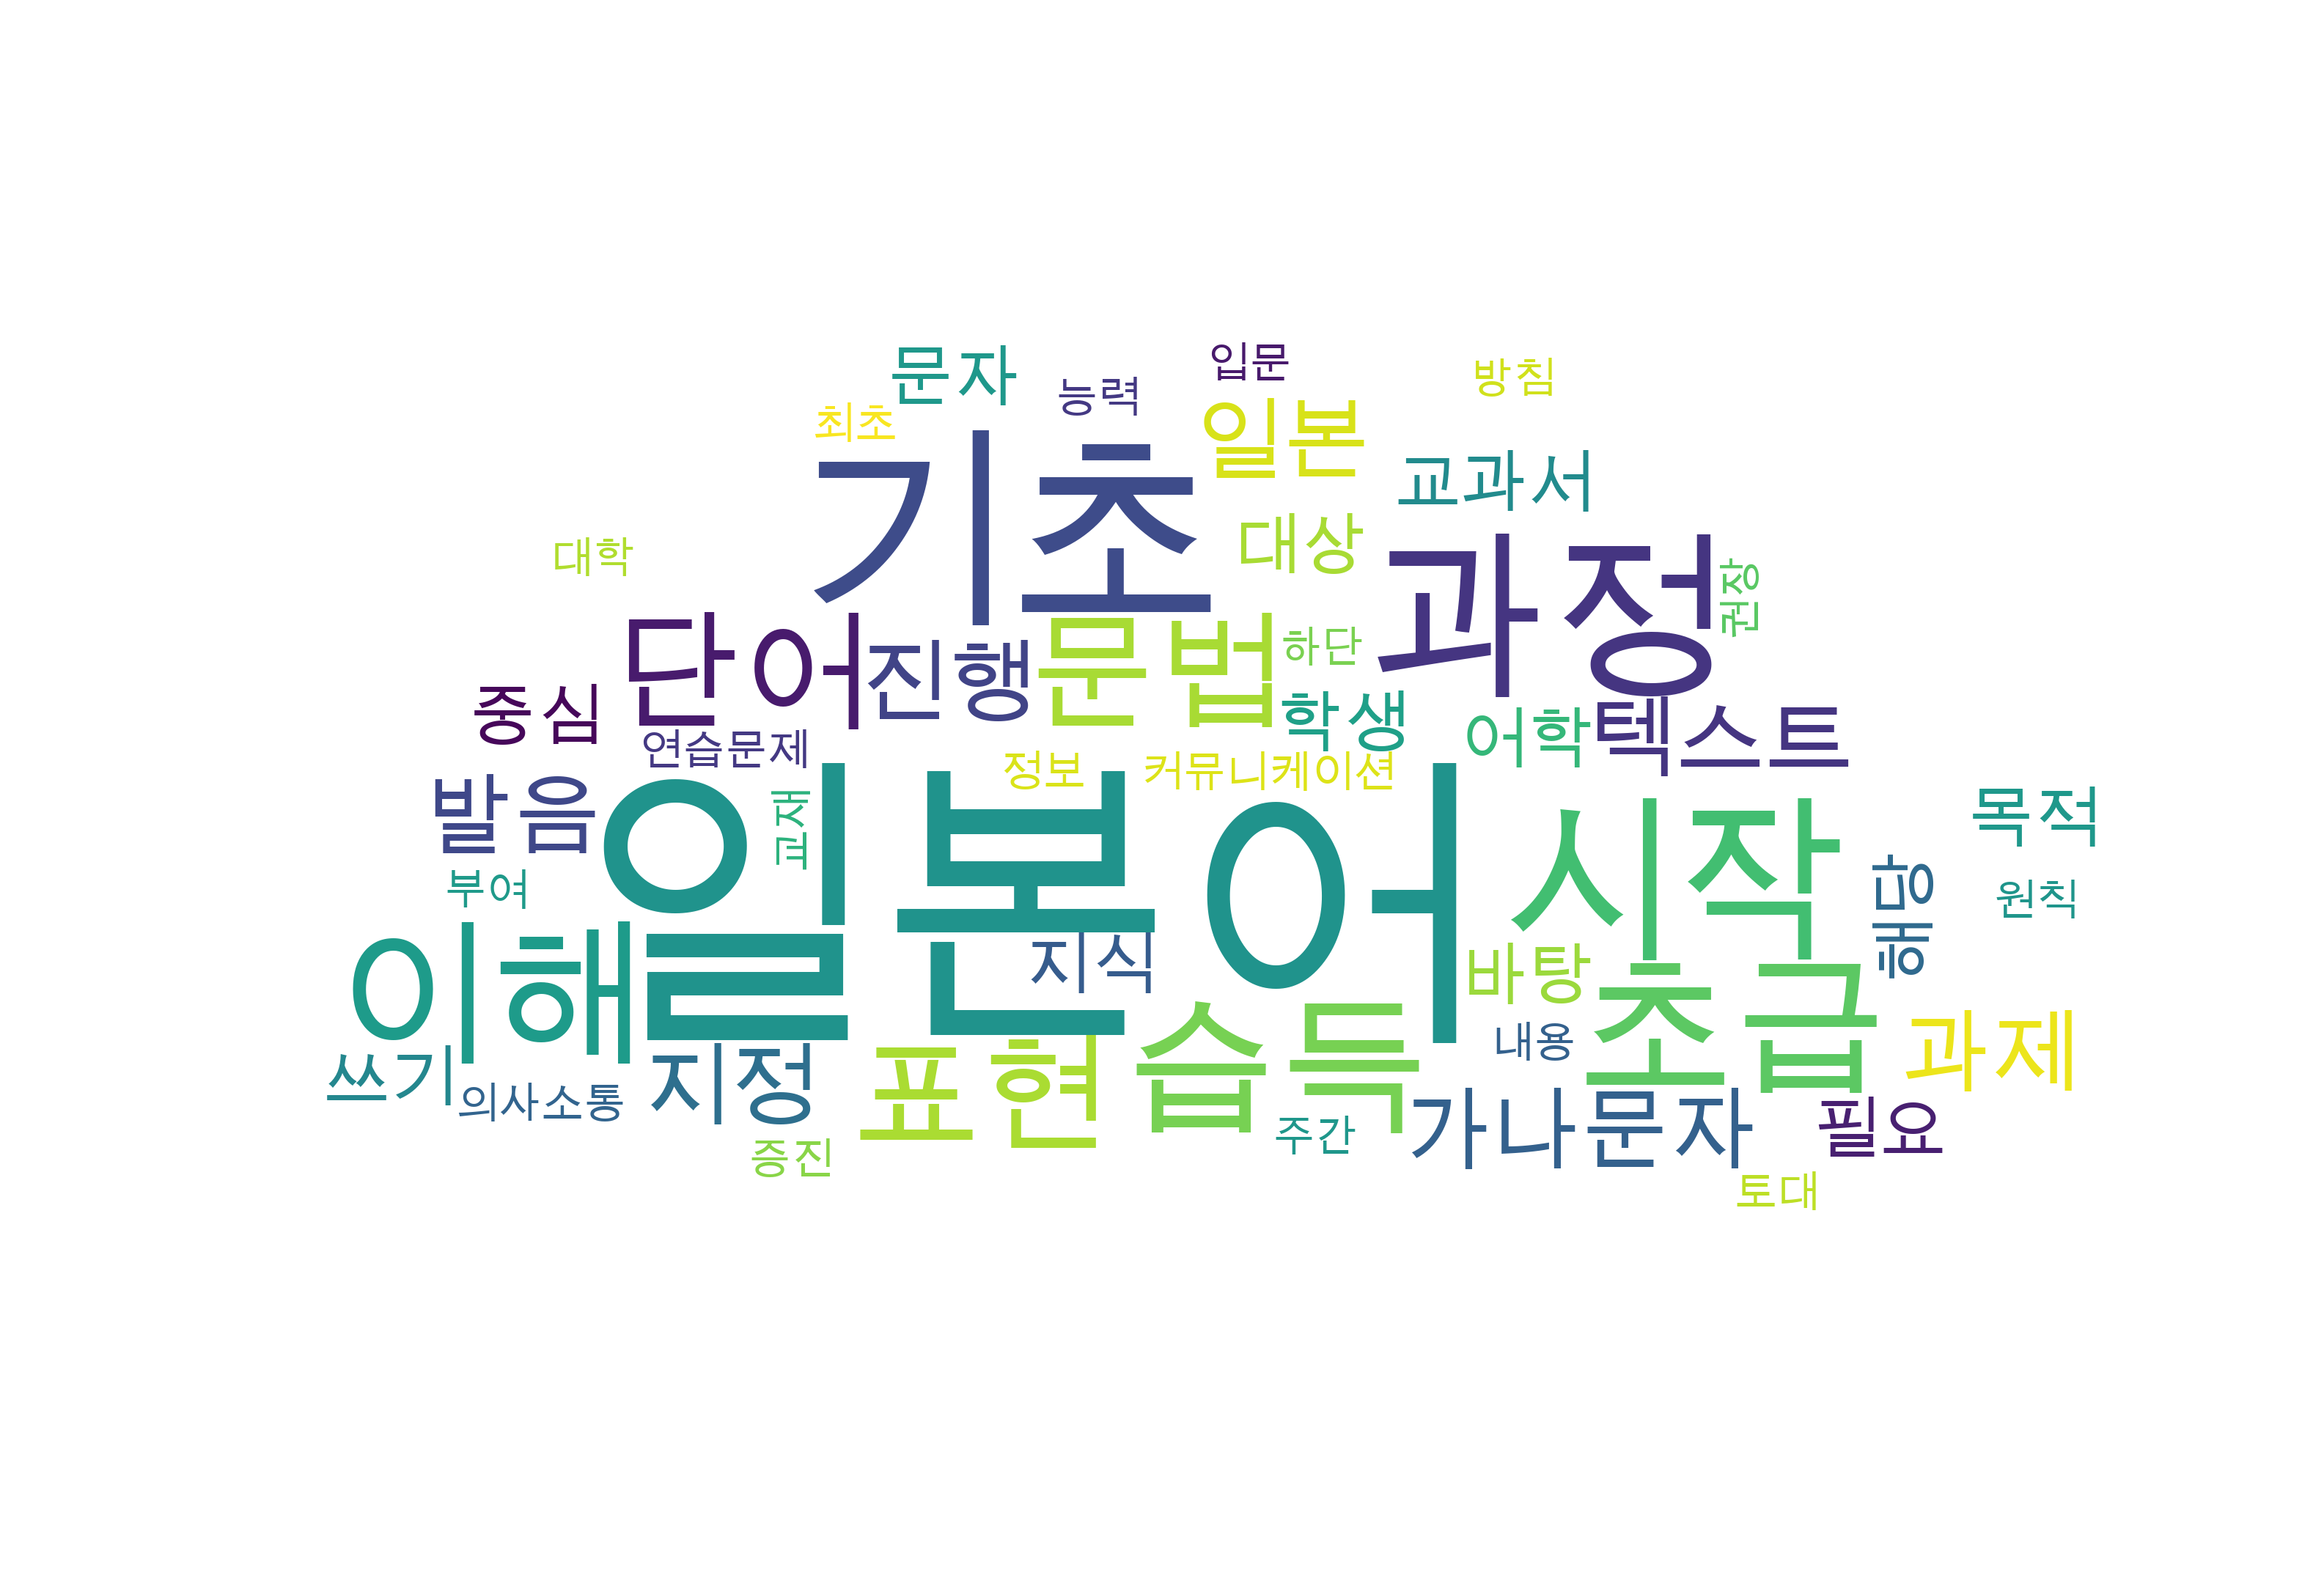 입문
문자
방침
능력
최초
일본
교과서
기초
대상
대학
과정
권장
단어
진행
문법
하단
중심
학생
어학
텍스트
연습문제
정보
커뮤니케이션
발음
교재
일본어
시작
목적
부여
응용
원칙
이해
지식
바탕
습득
초급
내용
과제
쓰기
의사소통
지정
표현
주간
가나문자
필요
증진
토대